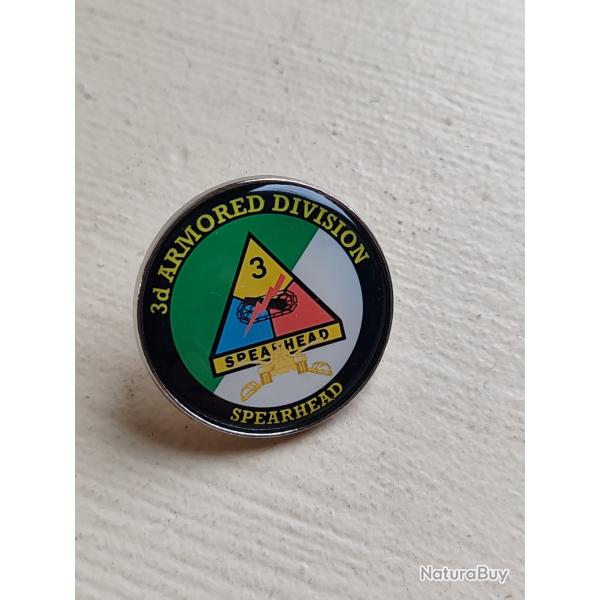 3d ARMORED DIVISION
3
SPEARHEAD
SPEARHEAD
NaturaBuy